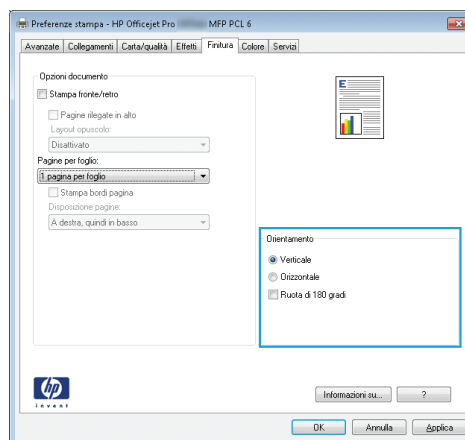 Preferenze stampa - HP Officejet Pro MFP PCL 6
Avanzate Collegamenti Carta/qualità Effetti Finitura Colore Servizi
Opzioni documento
Stampa fronte/retro
Pagine rilegate in alto
Layout opuscolo:
Disattivato
Pagine per foglio:
1 pagina per foglio
Stampa bordi pagina
Disposizione pagine:
A destra, quindi in basso
E
Orientamento
Verticale
Orizzontale
Ruota di 180 gradi
hp
invent
Informazioni su... ?
OK Annulla Applica